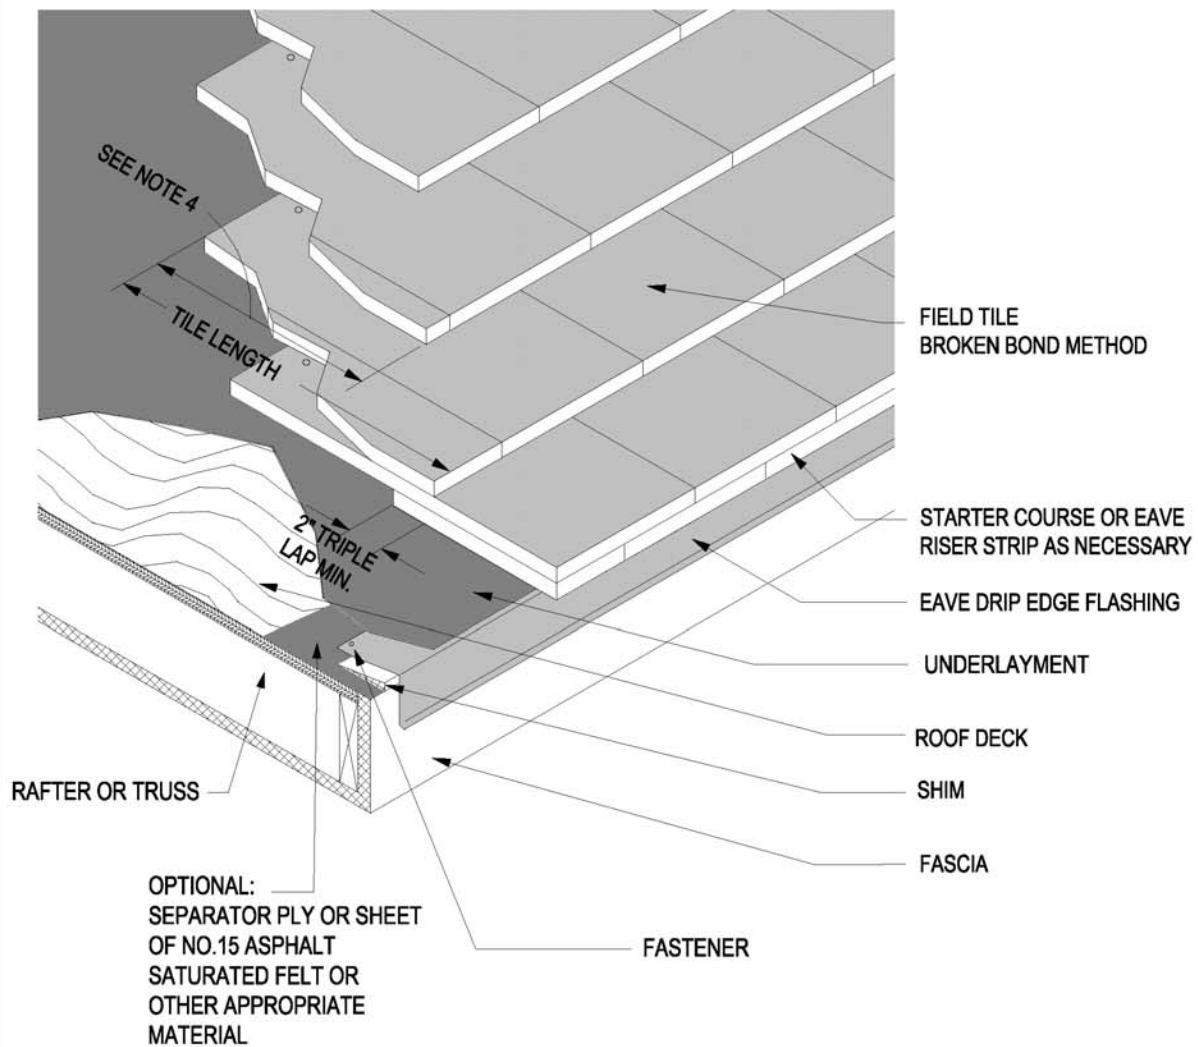 SEE NOTE 4
TILE LENGTH
FIELD TILE
BROKEN BOND METHOD
2" TRIPLE
LAP MIN.
STARTER COURSE OR EAVE
RISER STRIP AS NECESSARY
EAVE DRIP EDGE FLASHING
UNDERLAYMENT
ROOF DECK
RAFTER OR TRUSS
SHIM
FASCIA
OPTIONAL:
SEPARATOR PLY OR SHEET
OF NO.15 ASPHALT
SATURATED FELT OR
OTHER APPROPRIATE
MATERIAL
FASTENER